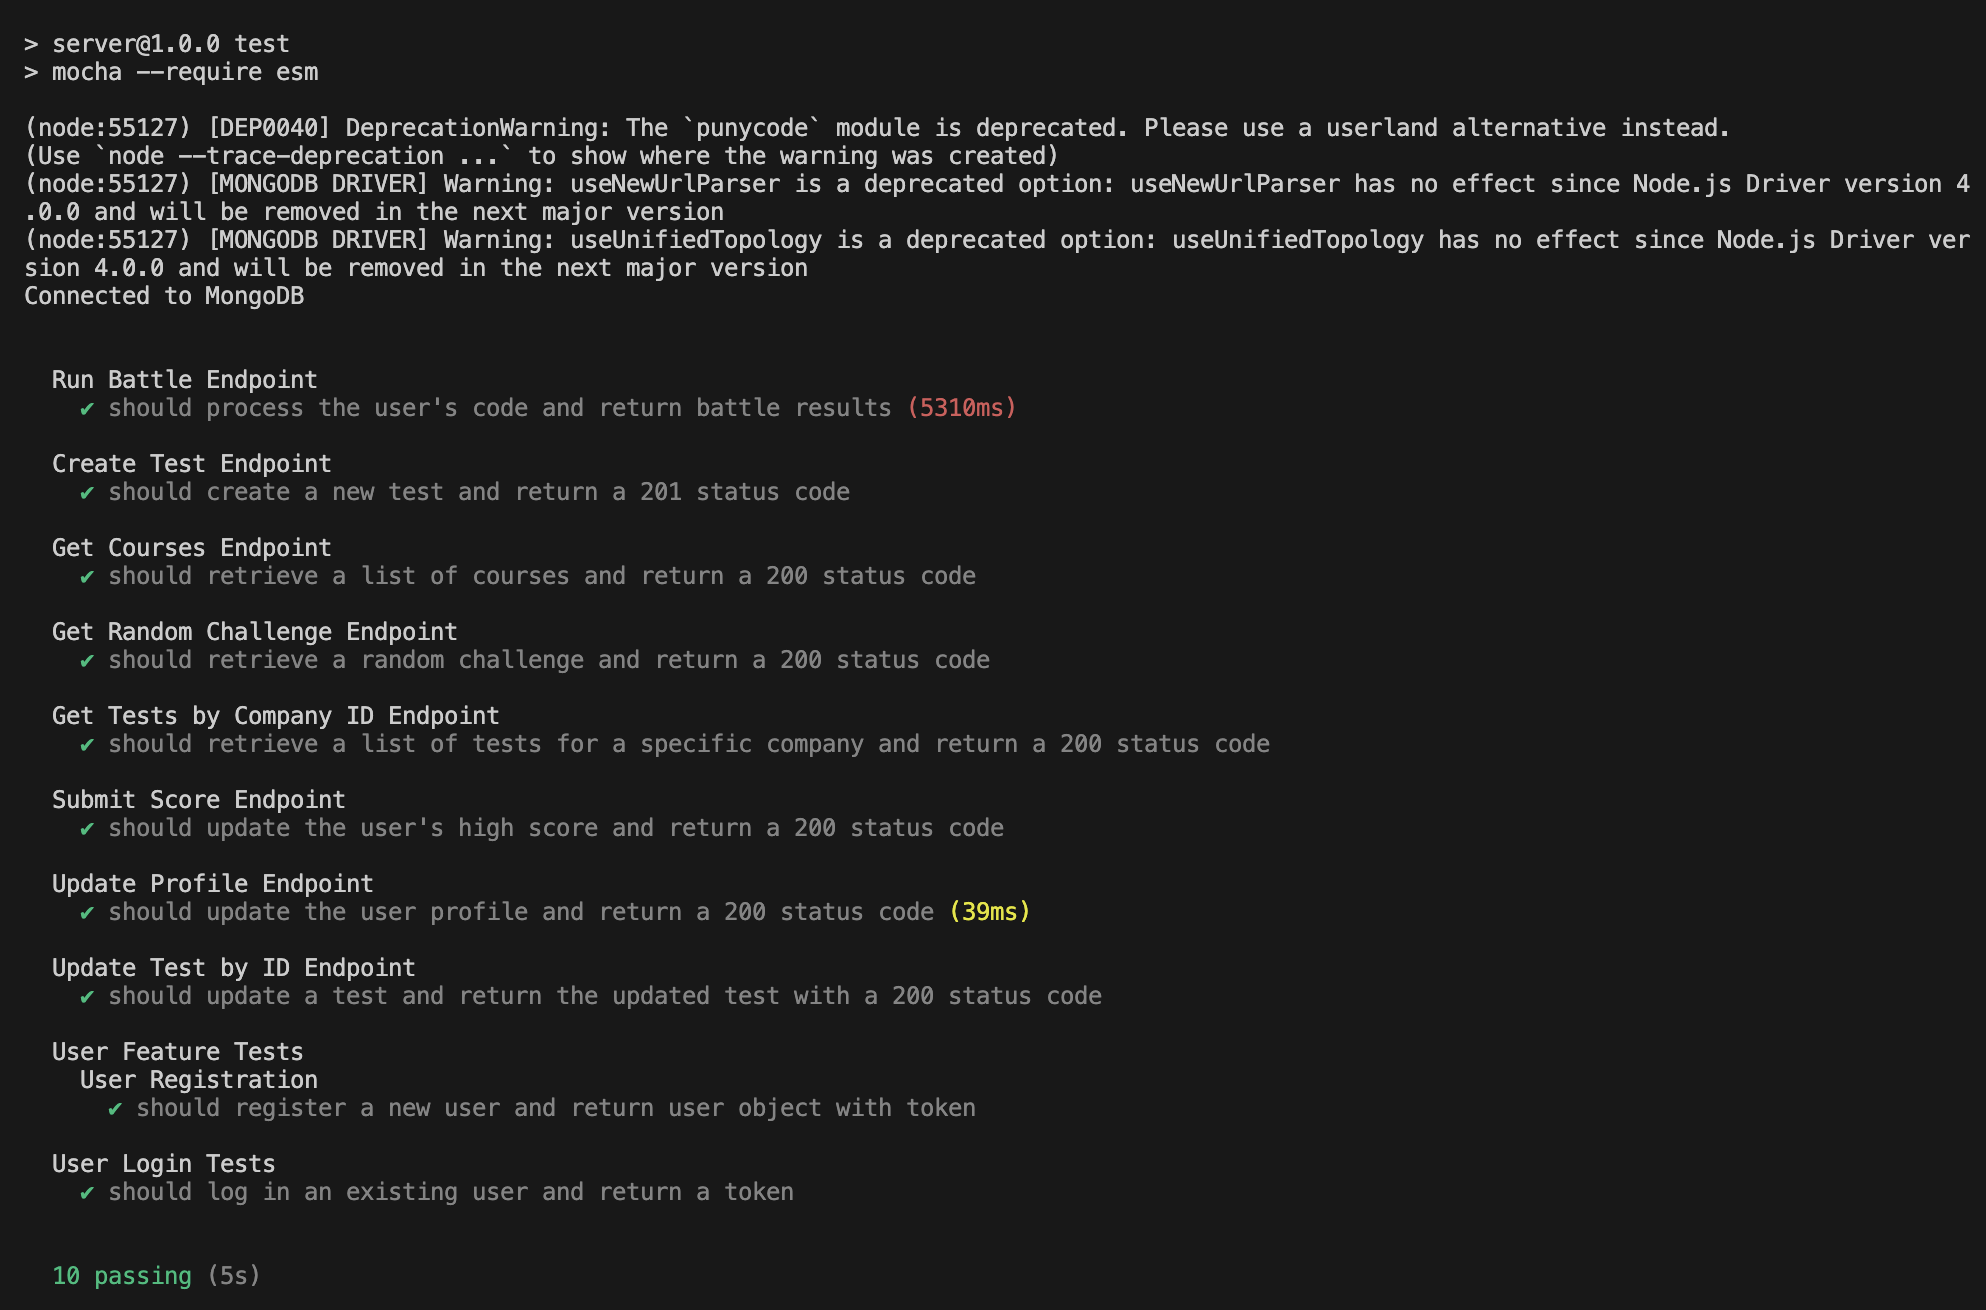 > server@1.0.0 test
> mocha --require esm
(node:55127) [DEP0040] DeprecationWarning: The `punycode` module is deprecated. Please use a userland alternative instead.
(Use `node --trace-deprecation ...` to show where the warning was created)
(node:55127) [MONGODB DRIVER] Warning: useNewUrlParser is a deprecated option: useNewUrlParser has no effect since Node.js Driver version 4
.0.0 and will be removed in the next major version
(node:55127) [MONGODB DRIVER] Warning: useUnifiedTopology is a deprecated option: useUnifiedTopology has no effect since Node.js Driver ver
sion 4.0.0 and will be removed in the next major version
Connected to MongoDB
Run Battle Endpoint
✔ should process the user's code and return battle results (5310ms)
Create Test Endpoint
✔ should create a new test and return a 201 status code
Get Courses Endpoint
✔ should retrieve a list of courses and return a 200 status code
Get Random Challenge Endpoint
✔ should retrieve a random challenge and return a 200 status code
Get Tests by Company ID Endpoint
✔ should retrieve a list of tests for a specific company and return a 200 status code
Submit Score Endpoint
✔ should update the user's high score and return a 200 status code
Update Profile Endpoint
✔ should update the user profile and return a 200 status code (39ms)
Update Test by ID Endpoint
✔ should update a test and return the updated test with a 200 status code
User Feature Tests
User Registration
✔ should register a new user and return user object with token
User Login Tests
✔ should log in an existing user and return a token
10 passing (5s)